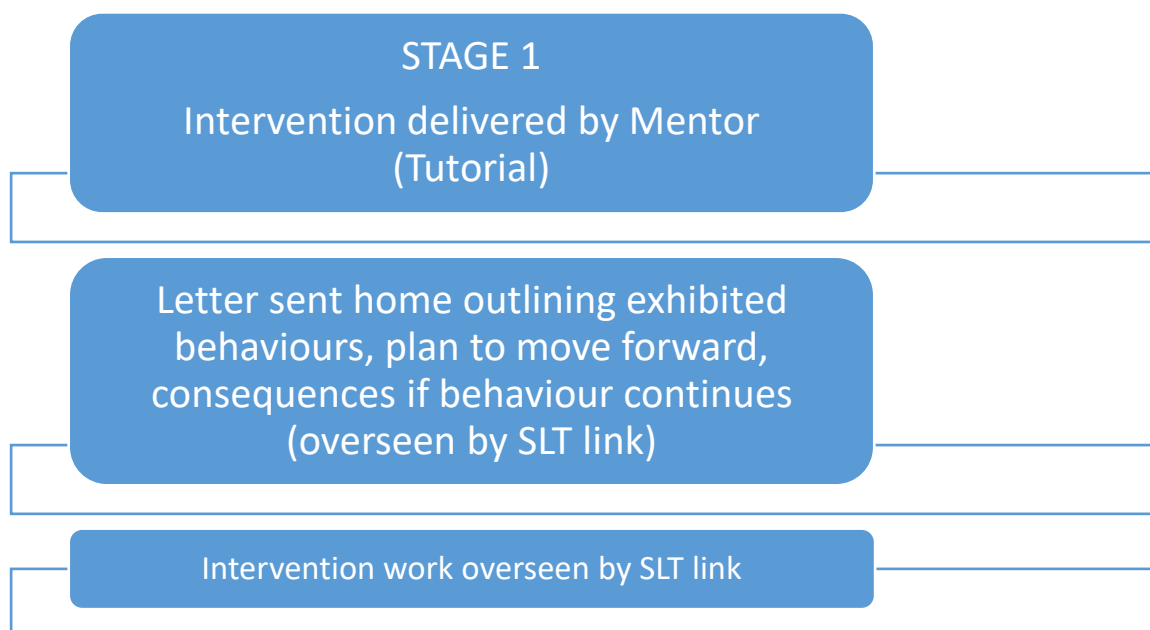 STAGE 1
Intervention delivered by Mentor
(Tutorial)
Letter sent home outlining exhibited
behaviours, plan to move forward,
consequences if behaviour continues
(overseen by SLT link)
Intervention work overseen by SLT link